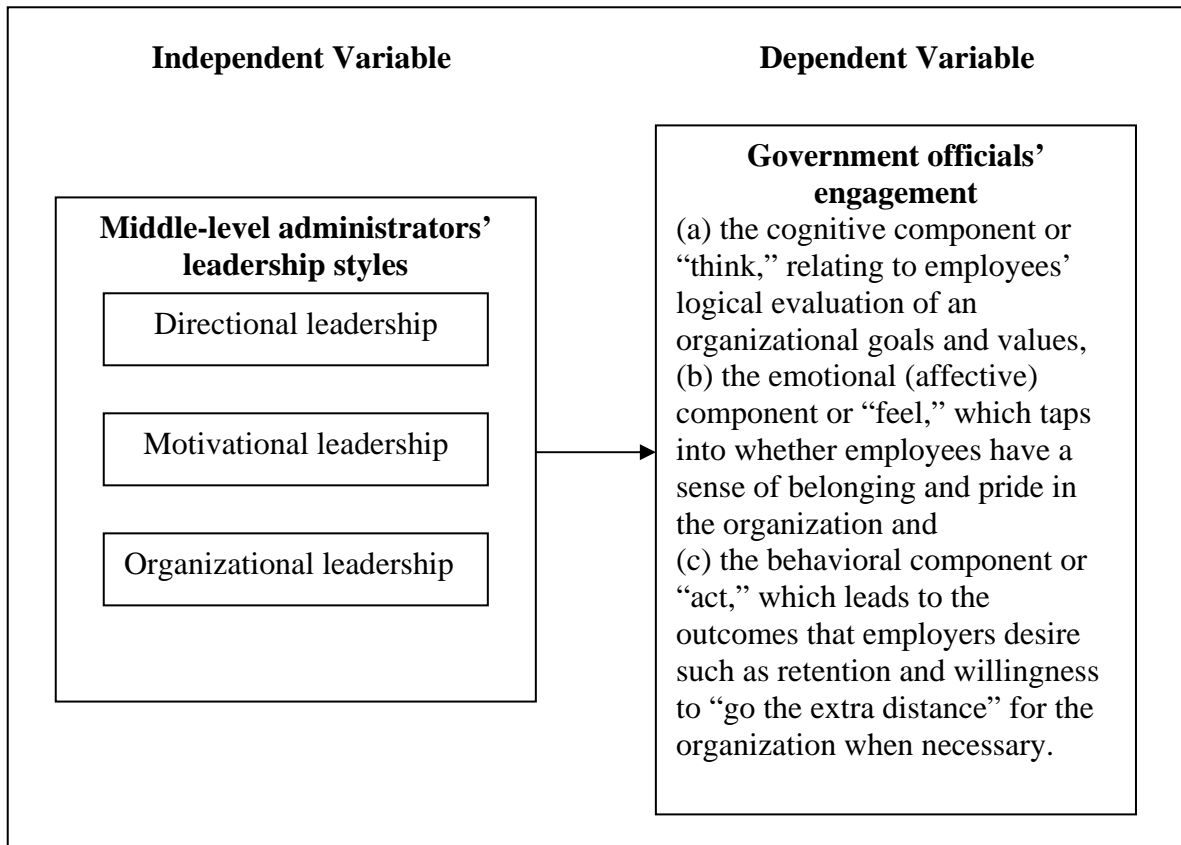 Independent Variable
Dependent Variable
Middle-level administrators’
leadership styles
Directional leadership
Motivational leadership
Organizational leadership
Government officials’
engagement
(a) the cognitive component or
“think,” relating to employees’
logical evaluation of an
organizational goals and values,
(b) the emotional (affective)
component or “feel,” which taps
into whether employees have a
sense of belonging and pride in
the organization and
(c) the behavioral component or
“act,” which leads to the
outcomes that employers desire
such as retention and willingness
to “go the extra distance” for the
organization when necessary.